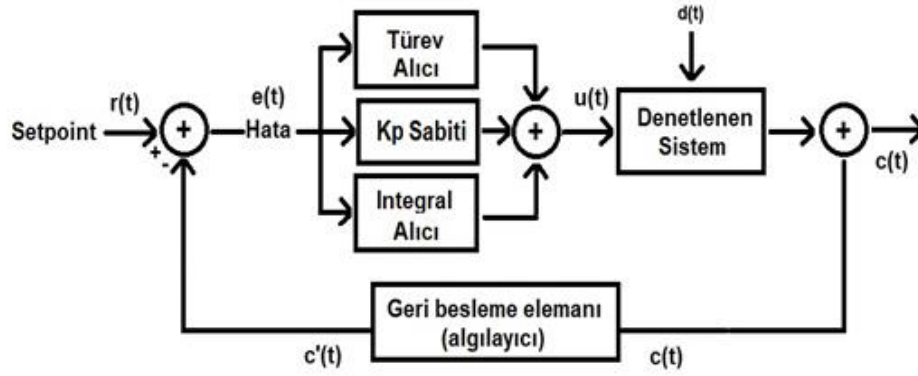 d(t)
Türev
Alıcı
r(t)
e(t)
u(t)
Setpoint
+
Hata
Kp Sabiti
+
Denetlenen
Sistem
+
+
-
c(t)
Integral
Alıcı
Geri besleme elemanı
(algılayıcı)
c'(t)
c(t)